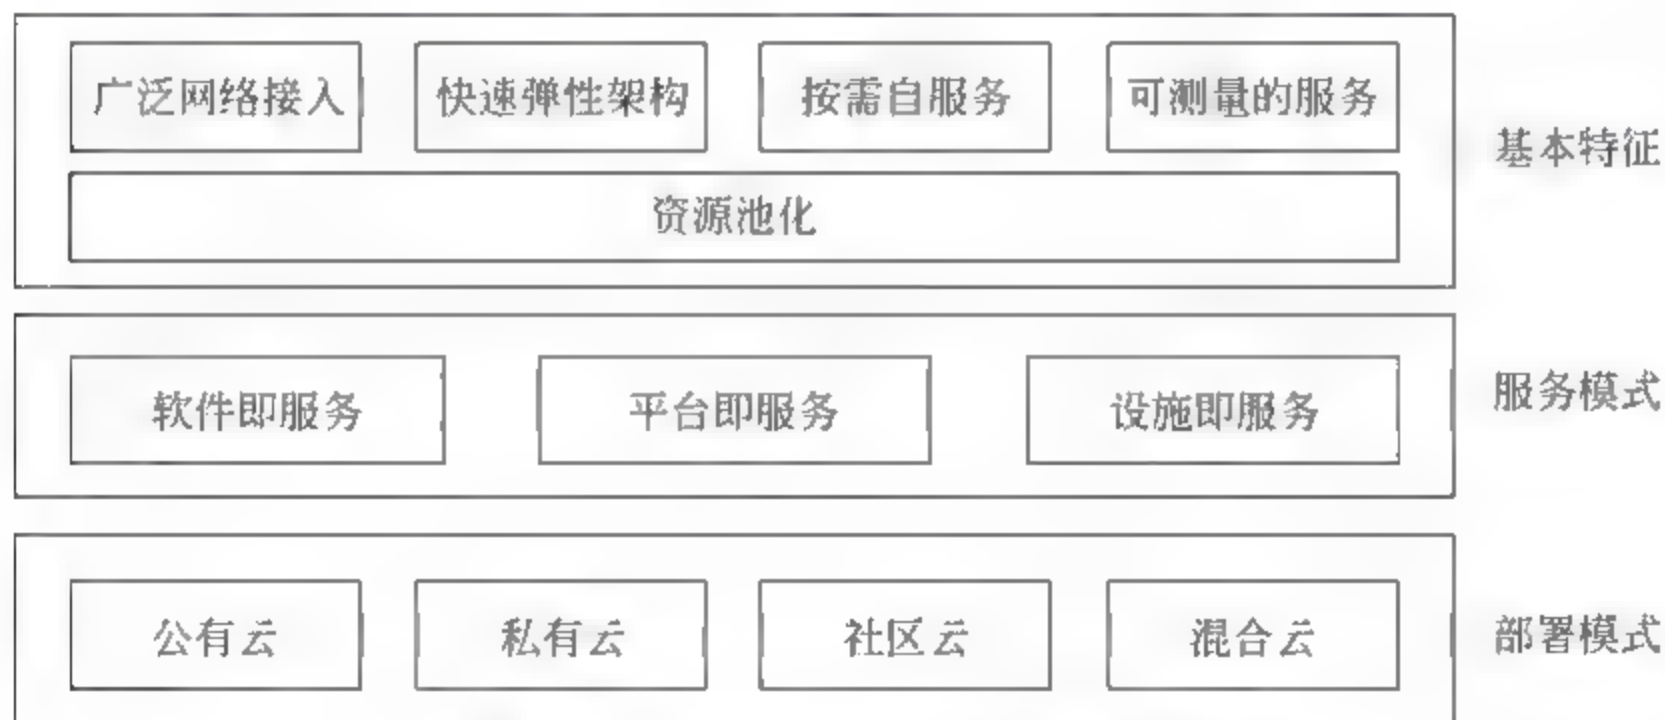 广泛网络接入 快速弹性架构 按需自服务 可测量的服务
基本特征
资源池化
软件即服务 平台即服务 设施即服务
服务模式
公有云 私有云 社区云 混合云
部署模式